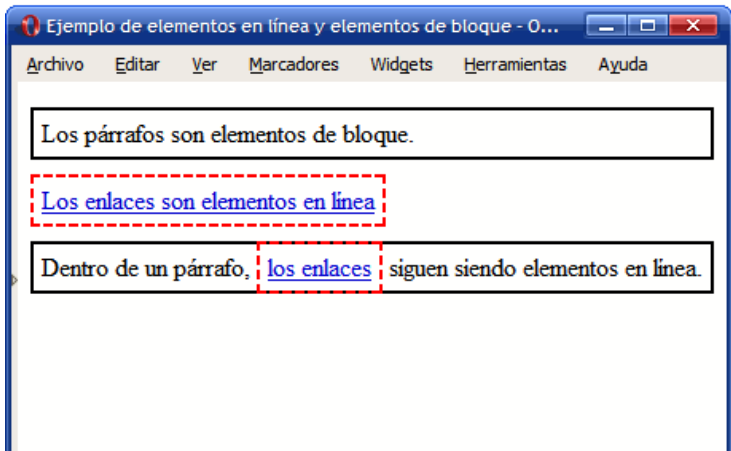 Ejemplo de elementos en línea y elementos de bloque - O...
Archivo Editar Ver Marcadores Widgets Herramientas Ayuda
Los párrafos son elementos de bloque.
Los enlaces son elementos en línea
Dentro de un párrafo, los enlaces siguen siendo elementos en línea.